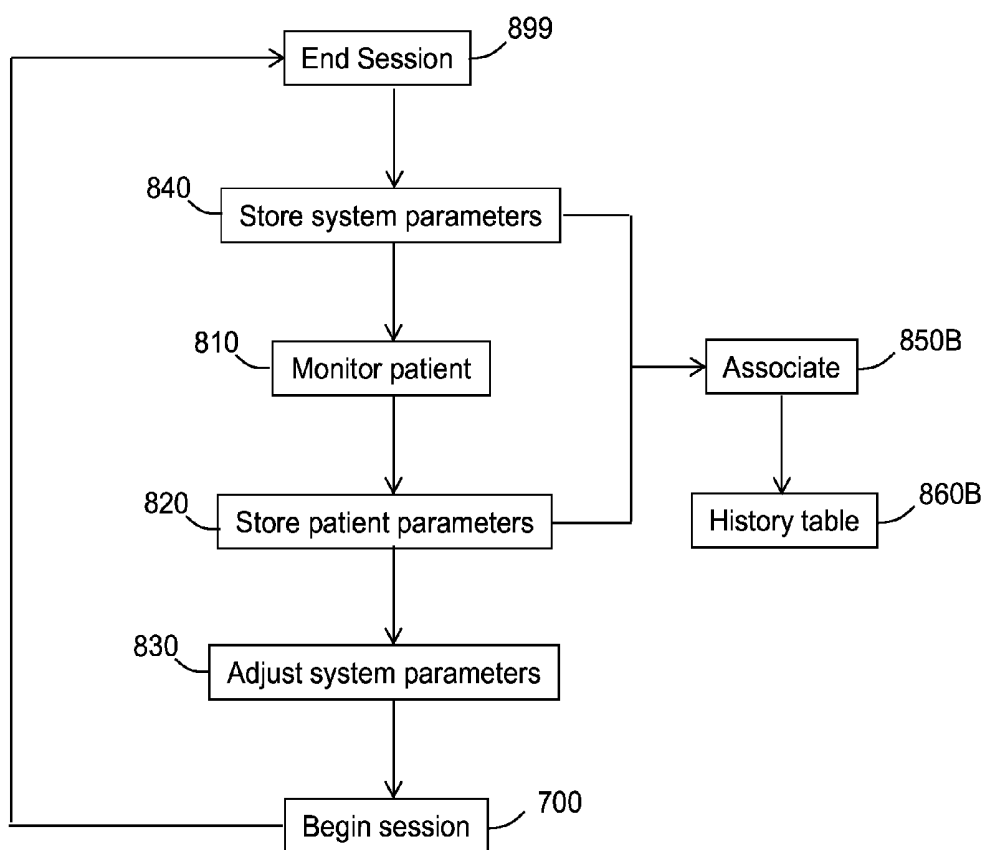 899
End Session
840
Store system parameters
810
Monitor patient
850B
Associate
820
Store patient parameters
860B
History table
830
Adjust system parameters
700
Begin session